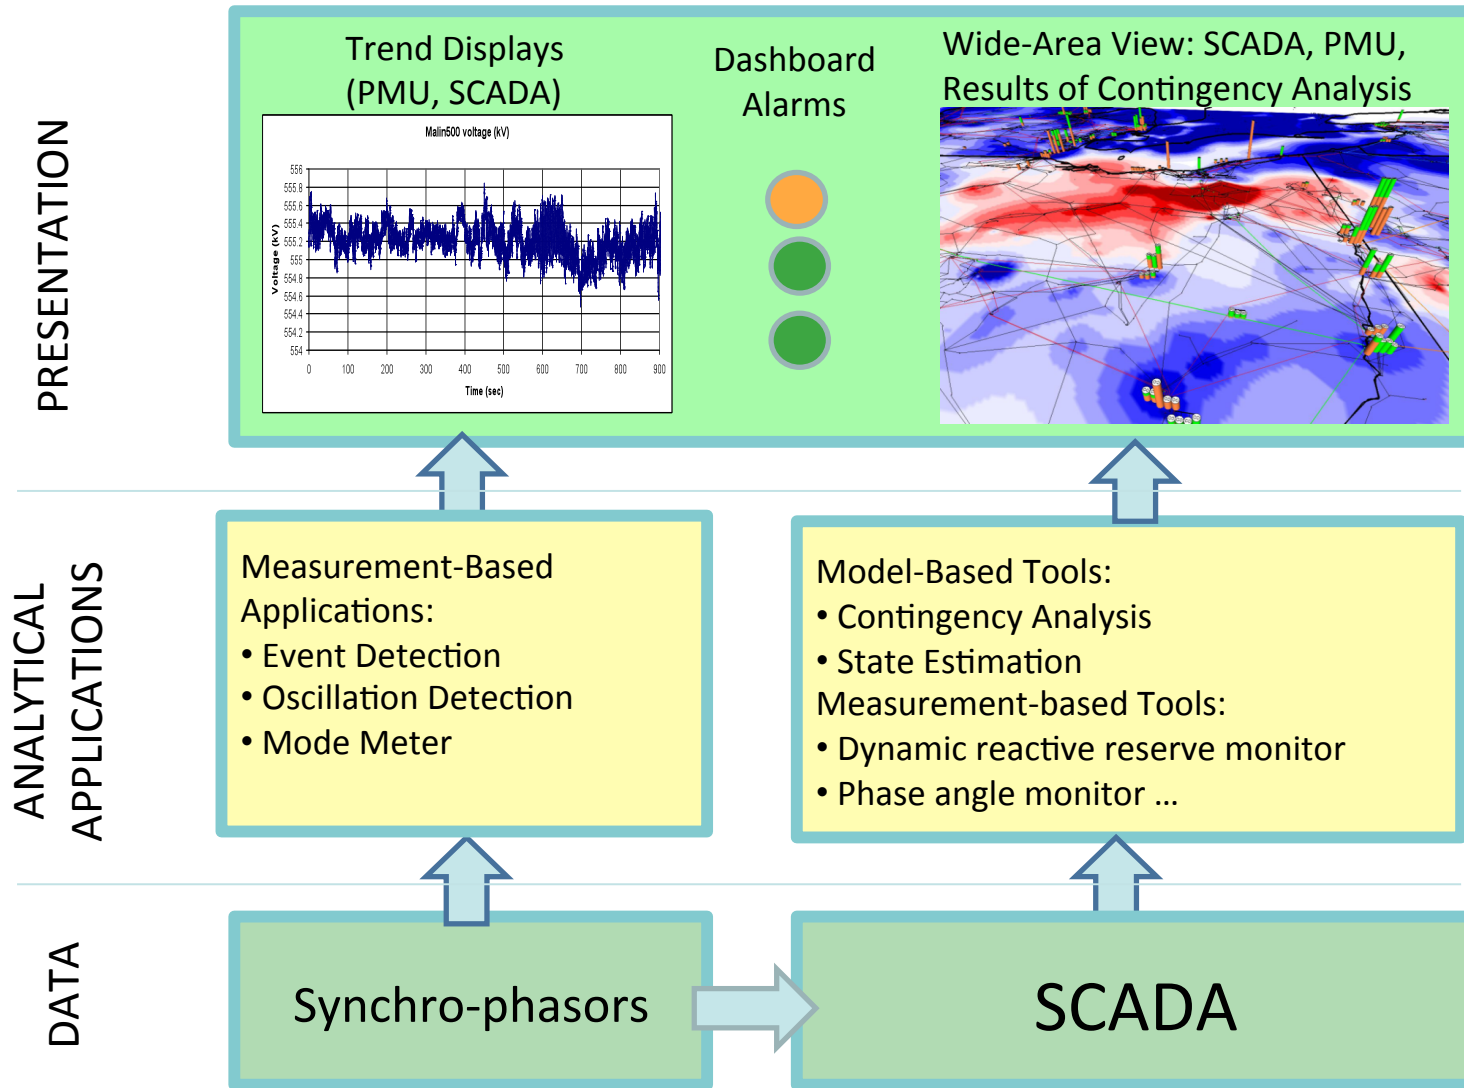 PRESENTATION
Trend Displays
(PMU, SCADA)
Malin500 voltage (kV)
Voltage (kV)
556
555.8
555.6
555.4
555.2
555
554.8
554.6
554.4
554.2
554
0 100 200 300 400 500 600 700 800 900
Time (sec)
Dashboard
Alarms
Wide-Area View: SCADA, PMU,
Results of Contingency Analysis
ANALYTICAL
APPLICATIONS
Measurement-Based
Applications:
• Event Detection
• Oscillation Detection
• Mode Meter
Model-Based Tools:
• Contingency Analysis
• State Estimation
Measurement-based Tools:
• Dynamic reactive reserve monitor
• Phase angle monitor ...
DATA
Synchro-phasors
SCADA